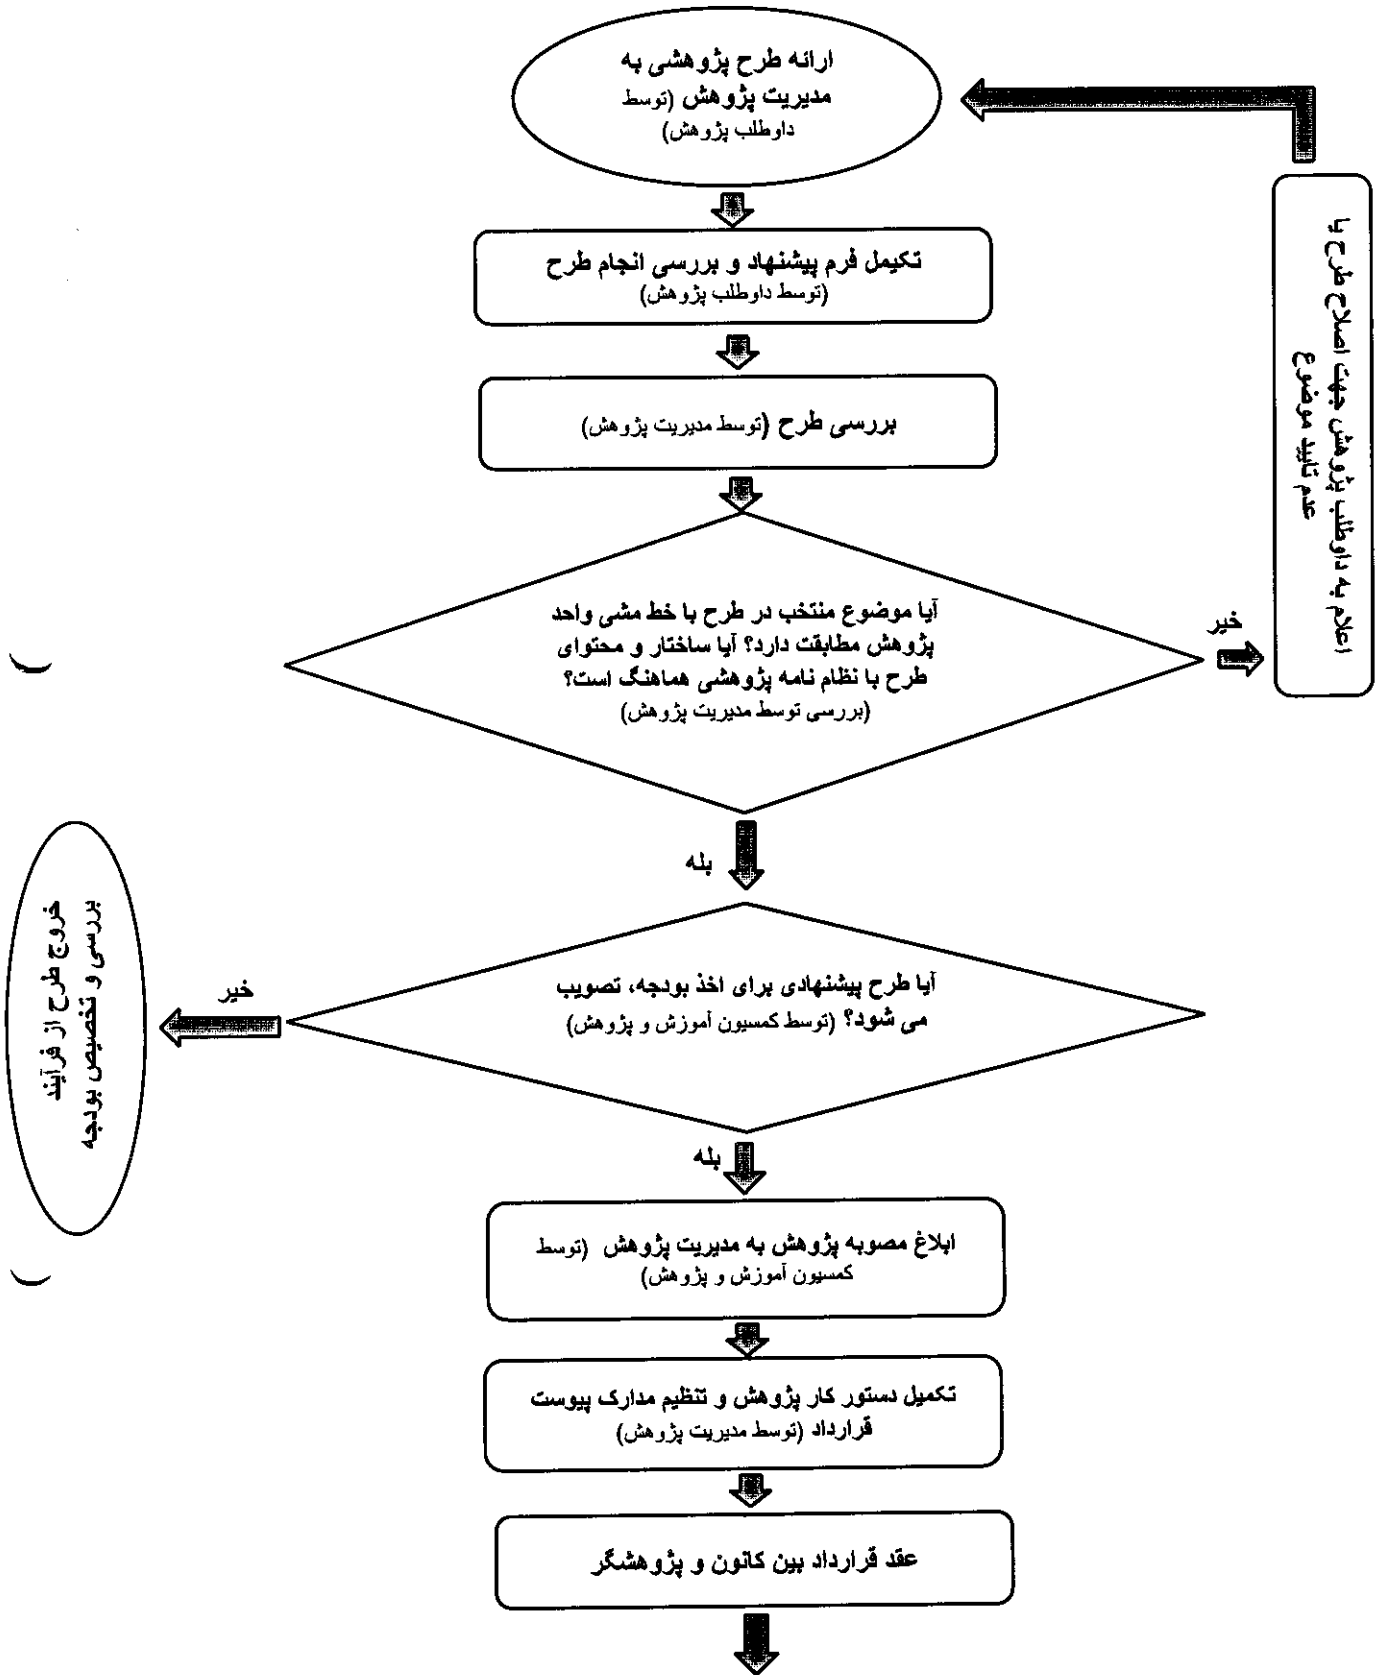 ارائه طرح پژوهشی به
مدیریت پژوهش (توسط
داوطلب پژوهش)
تکیمل فرم پیشنهاد و بررسی انجام طرح
(توسط داوطلب پژوهش)
بررسی طرح (توسط مدیریت پژوهش)
آیا موضوع منتخب در طرح با خط مشی واحد
پژوهش مطابقت دارد؟ آیا ساختار و محتوای
طرح با نظام نامه پژوهشی هماهنگ است؟
(بررسی توسط مدیریت پژوهش)
خیر
اعلام به داوطلب پژوهش جهت اصلاح طرح یا
عدم تایید موضوع
بله
آیا طرح پیشنهادی برای اخذ بودجه، تصویب
می شود؟ (توسط کمسیون آموزش و پژوهش)
خیر
خروج طرح از فرآیند
بررسی و تخصیص بودجه
بله
ابلاغ مصوبه پژوهش به مدیریت پژوهش (توسط
کمسیون آموزش و پژوهش)
تکمیل دستور کار پژوهش و تنظیم مدارک پیوست
قرارداد (توسط مدیریت پژوهش)
عقد قرارداد بین کانون و پژوهشگر